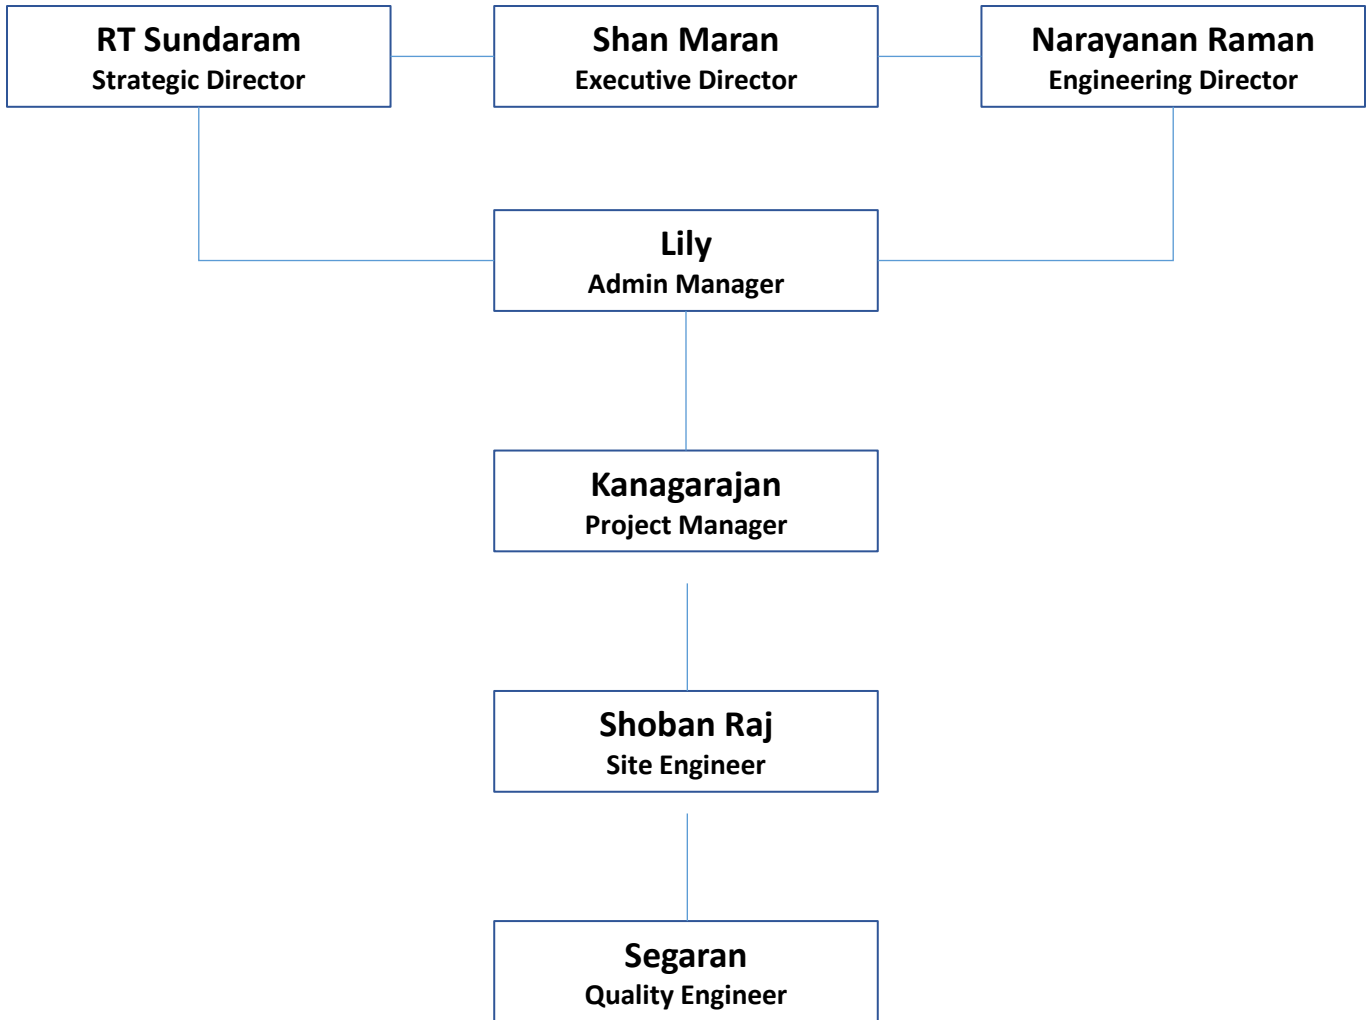 RT Sundaram
Strategic Director
Shan Maran
Executive Director
Narayanan Raman
Engineering Director
Lily
Admin Manager
Kanagarajan
Project Manager
Shoban Raj
Site Engineer
Segaran
Quality Engineer